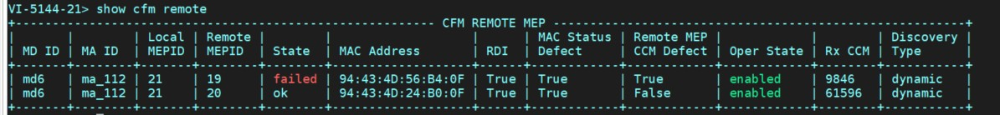 VI-5144-21> show cfm remote
+------------------------------------------------------------ CFM REMOTE MEP -----------------------------------------------------------+
| | | Local | Remote | | | | MAC Status | Remote MEP | | | Discovery |
| MD ID | MA ID | MEPID | MEPID | State | MAC Address | RDI | Defect | CCM Defect | Oper State | Rx CCM | Type |
+-------+--------+-------+--------+--------+-------------------+------+------------+------------+------------+--------+-----------+
| md6 | ma_112 | 21 | 19 | failed | 94:43:4D:56:B4:0F | True | True | True | enabled | 9846 | dynamic |
| md6 | ma_112 | 21 | 20 | ok | 94:43:4D:24:B0:0F | True | True | False | enabled | 61596 | dynamic |
+-------+--------+-------+--------+--------+-------------------+------+------------+------------+------------+--------+-----------+